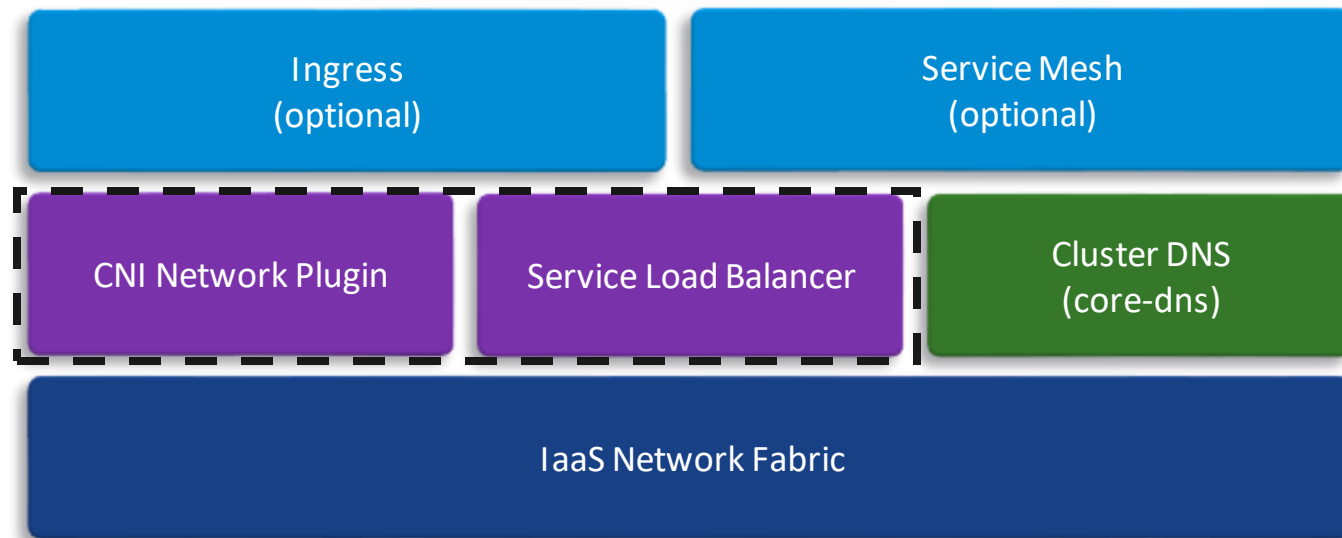 Ingress
(optional)
Service Mesh
(optional)
CNI Network Plugin
Service Load Balancer
Cluster DNS
(core-dns)
IaaS Network Fabric